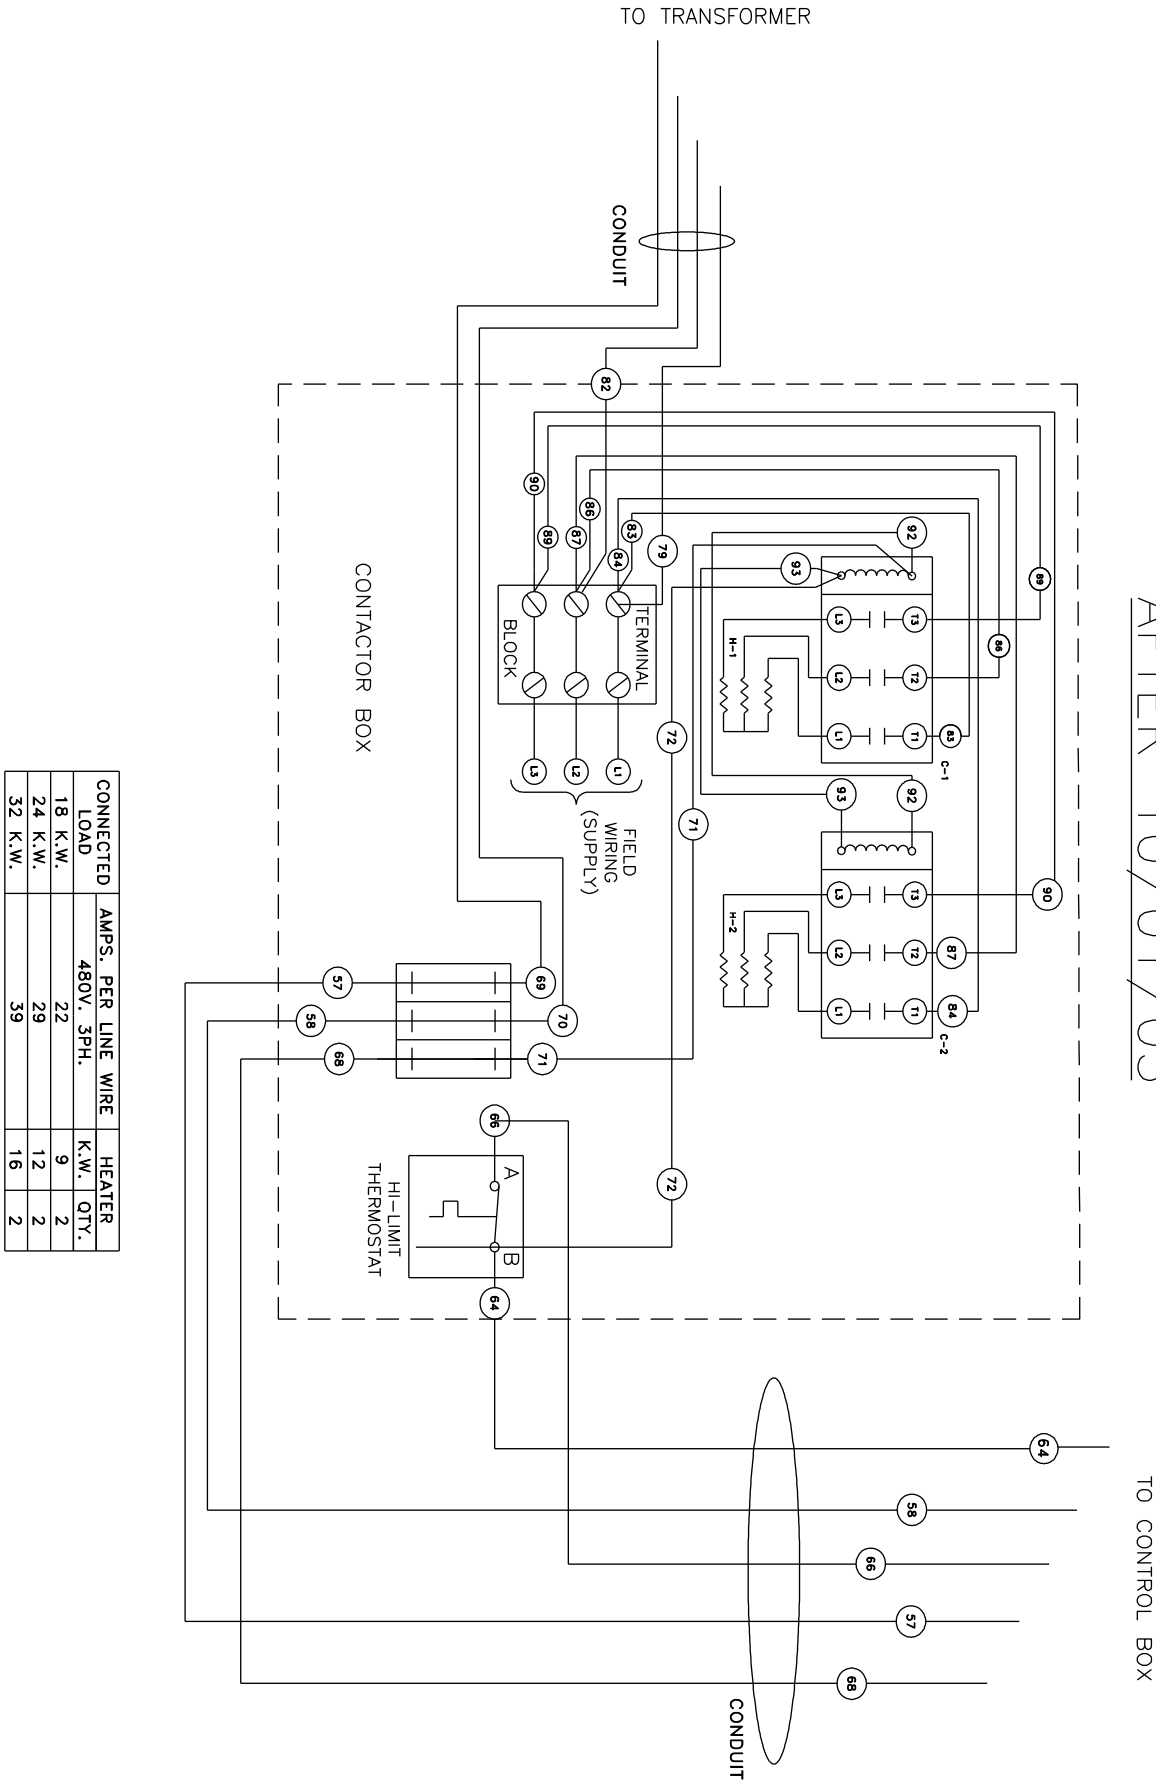 TO TRANSFORMER
CONDUIT
AFTER 10/01/03
82
90
89
86
87
83
84
79
92
93
89
86
T3
L3
T2
L2
T1
L1
83
H-1
C-1
TERMINAL
BLOCK
CONTACTOR BOX
72
71
L3
L2
L1
FIELD
WIRING
(SUPPLY)
93
92
90
T3
L3
T2
L2
87
T1
L1
84
H-2
C-2
57
69
58
70
68
71
66
A
B
HI-LIMIT
THERMOSTAT
72
64
CONNECTED LOAD
AMPS. PER LINE WIRE
480V. 3PH.
HEATER
K.W. QTY.
18 K.W. 22 9 2
24 K.W. 29 12 2
32 K.W. 39 16 2
64
58
66
57
68
TO CONTROL BOX
CONDUIT